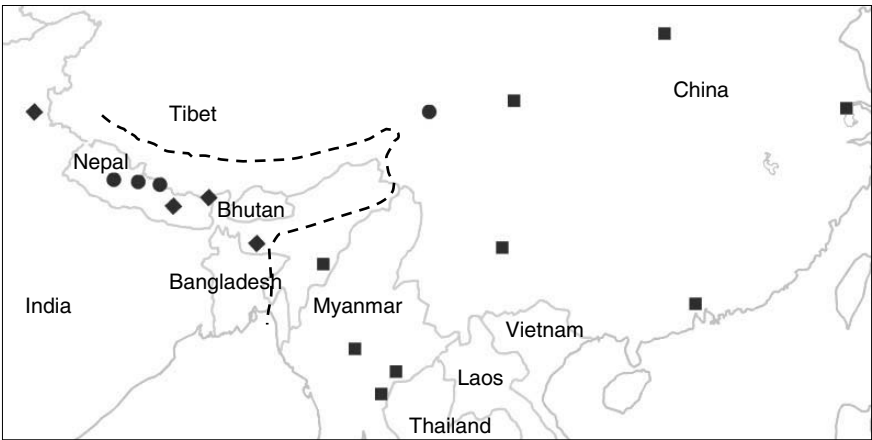 China
Tibet
Nepal
Bhutan
Bangladesh
India
Myanmar
Vietnam
Laos
Thailand